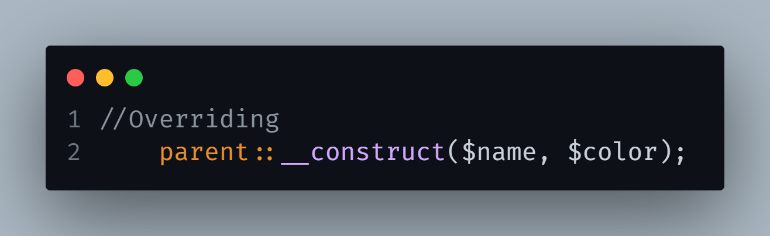 1 //Overriding
2     parent::__construct($name, $color);